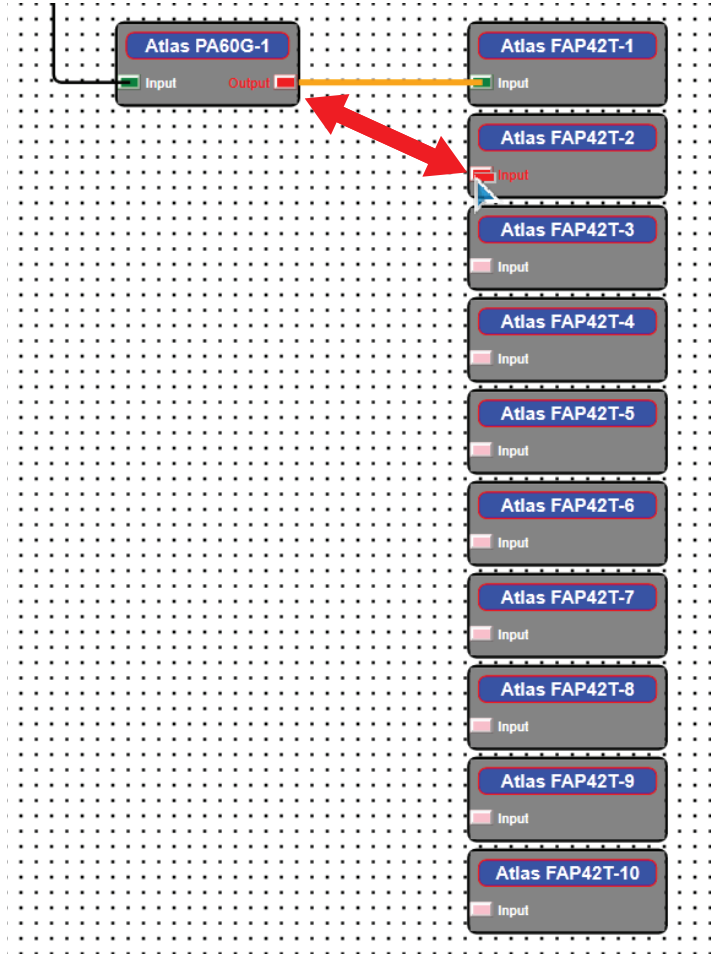 Atlas PA60G-1
Input
Output
Atlas FAP42T-1
Input
Atlas FAP42T-2
Input
Atlas FAP42T-3
Input
Atlas FAP42T-4
Input
Atlas FAP42T-5
Input
Atlas FAP42T-6
Input
Atlas FAP42T-7
Input
Atlas FAP42T-8
Input
Atlas FAP42T-9
Input
Atlas FAP42T-10
Input